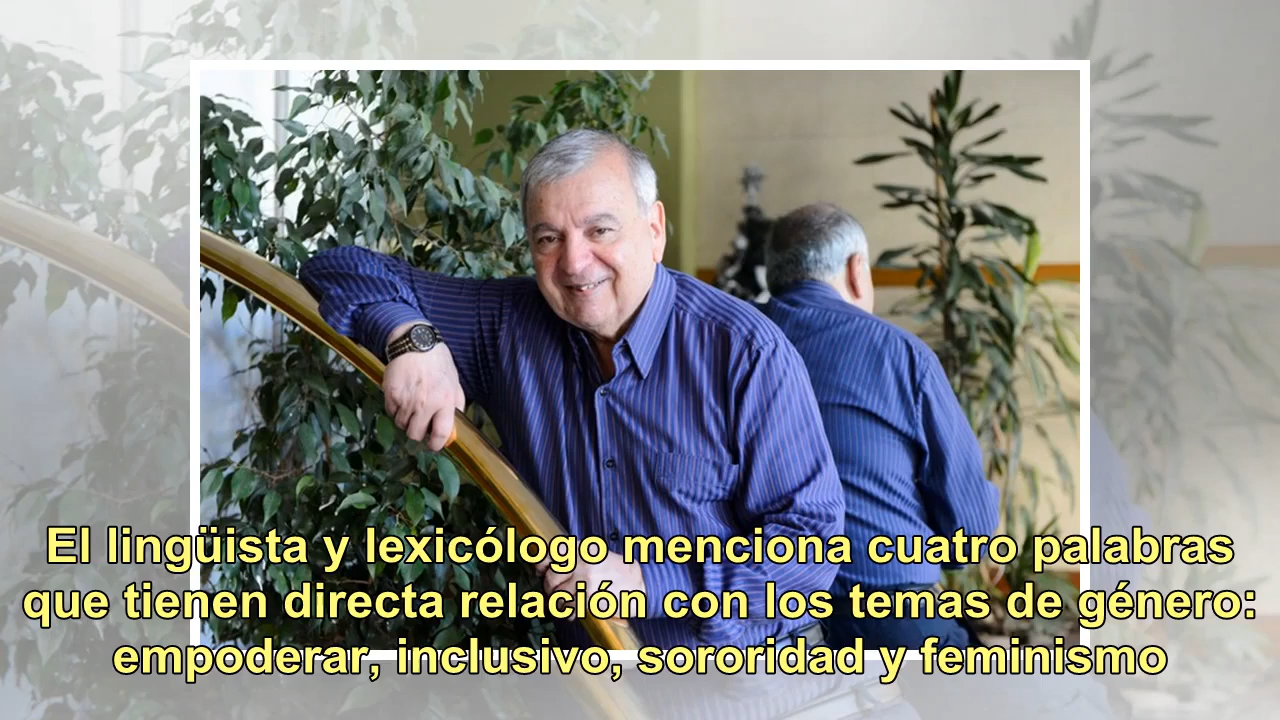 El lingüista y lexicólogo menciona cuatro palabras
que tienen directa relación con los temas de género:
empoderar, inclusivo, sororidad y feminismo